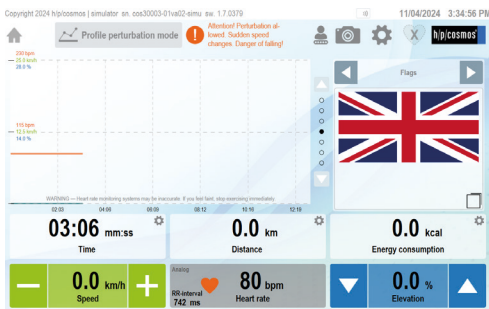 Copyright 2024 h/p/cosmos | simulator sn. cos30003-01va02-simu sw. 1.7.0379
11/04/2024 3:34:56 PM
Profile perturbation mode
Attention! Perturbation al-
lowed. Sudden speed
changes. Danger of falling!
h/p/cosmos
230 bpm
25.0 km/h
28.0 %
115 bpm
12.5 km/h
14.0 %
WARNING — Heart rate monitoring systems may be inaccurate. If you feel faint, stop exercising immediately
02:03 04:06 06:09 08:12 10:16 12:19
Flags
03:06 mm:ss
Time
0.0 km
Distance
0.0 kcal
Energy consumption
0.0 km/h
Speed
Analog
RR-Interval
742 ms
80 bpm
Heart rate
0.0 %
Elevation